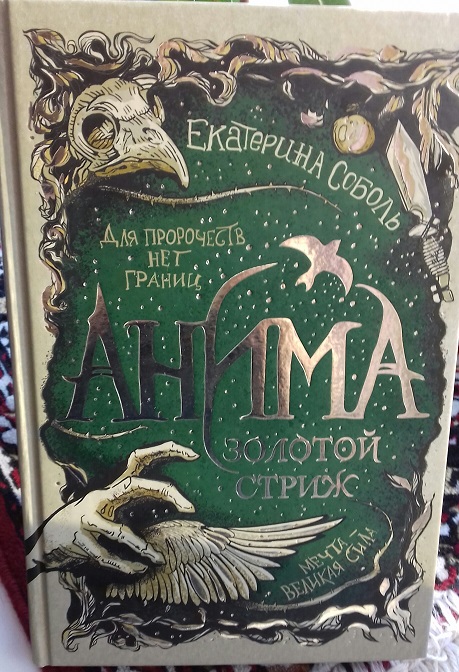 Екатерина Соболь
Для пророчеств
нет
границ
Анима
золотой
стриж
мечта –
великая сила